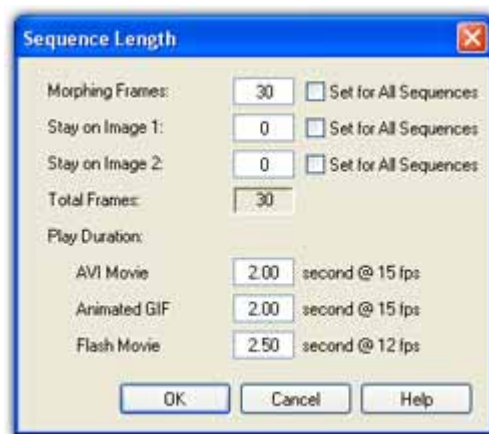 Sequence Length
Morphing Frames: 30 Set for All Sequences
Stay on Image 1: 0 Set for All Sequences
Stay on Image 2: 0 Set for All Sequences
Total Frames: 30
Play Duration:
AVI Movie 2.00 second @ 15 fps
Animated GIF 2.00 second @ 15 fps
Flash Movie 2.50 second @ 12 fps
OK Cancel Help